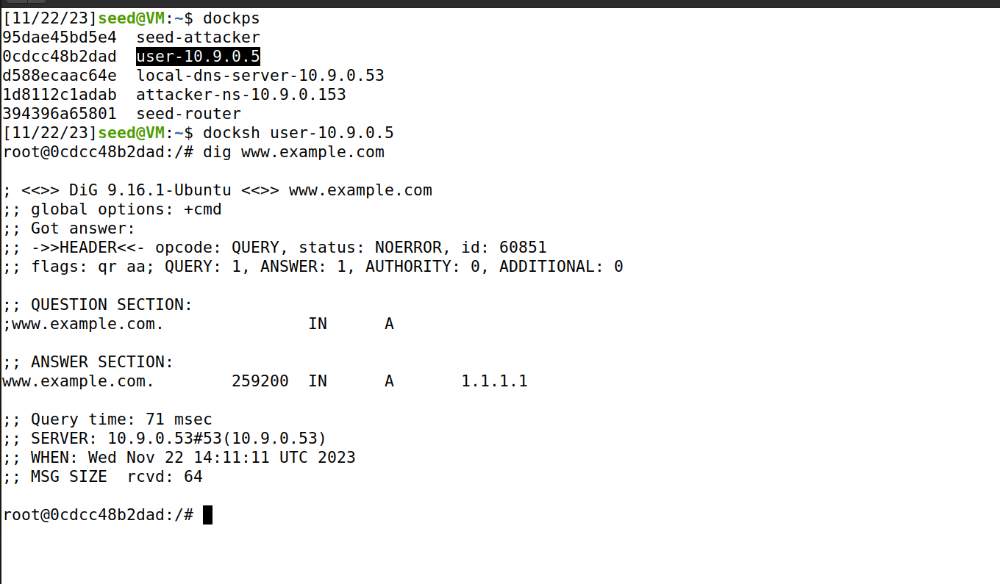 [11/22/23]seed@VM:~$ dockps
95dae45bd5e4  seed-attacker
0cdcc48b2dad  user-10.9.0.5
d588ecaac64e  local-dns-server-10.9.0.53
1d8112c1adab  attacker-ns-10.9.0.153
394396a65801  seed-router
[11/22/23]seed@VM:~$ docksh user-10.9.0.5
root@0cdcc48b2dad:/# dig www.example.com
; <<>> DiG 9.16.1-Ubuntu <<>> www.example.com
;; global options: +cmd
;; Got answer:
;; ->>HEADER<<- opcode: QUERY, status: NOERROR, id: 60851
;; flags: qr aa; QUERY: 1, ANSWER: 1, AUTHORITY: 0, ADDITIONAL: 0
;; QUESTION SECTION:
;www.example.com.               IN      A
;; ANSWER SECTION:
www.example.com.        259200  IN      A       1.1.1.1
;; Query time: 71 msec
;; SERVER: 10.9.0.53#53(10.9.0.53)
;; WHEN: Wed Nov 22 14:11:11 UTC 2023
;; MSG SIZE  rcvd: 64
root@0cdcc48b2dad:/#